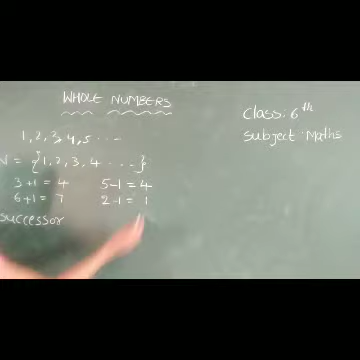 WHOLE NUMBERS
Class: 6th
Subject: Maths
1, 2, 3, 4, 5 ...
N = {1, 2, 3, 4 ....}
3+1 = 4 5-1 = 4
6+1 = 7 2-1 = 1
Successor